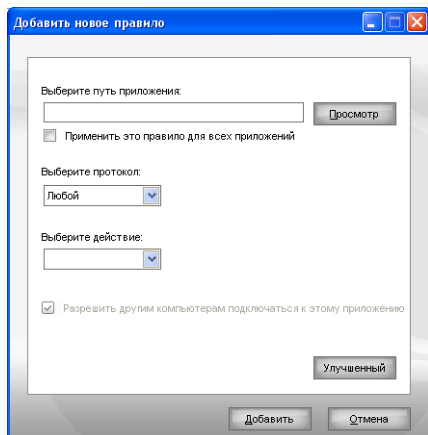 Добавить новое правило
Выберите путь приложения:
Просмотр
Применить это правило для всех приложений
Выберите протокол:
Любой
Выберите действие:
Разрешить другим компьютерам подключаться к этому приложению
Улучшенный
Добавить Отмена